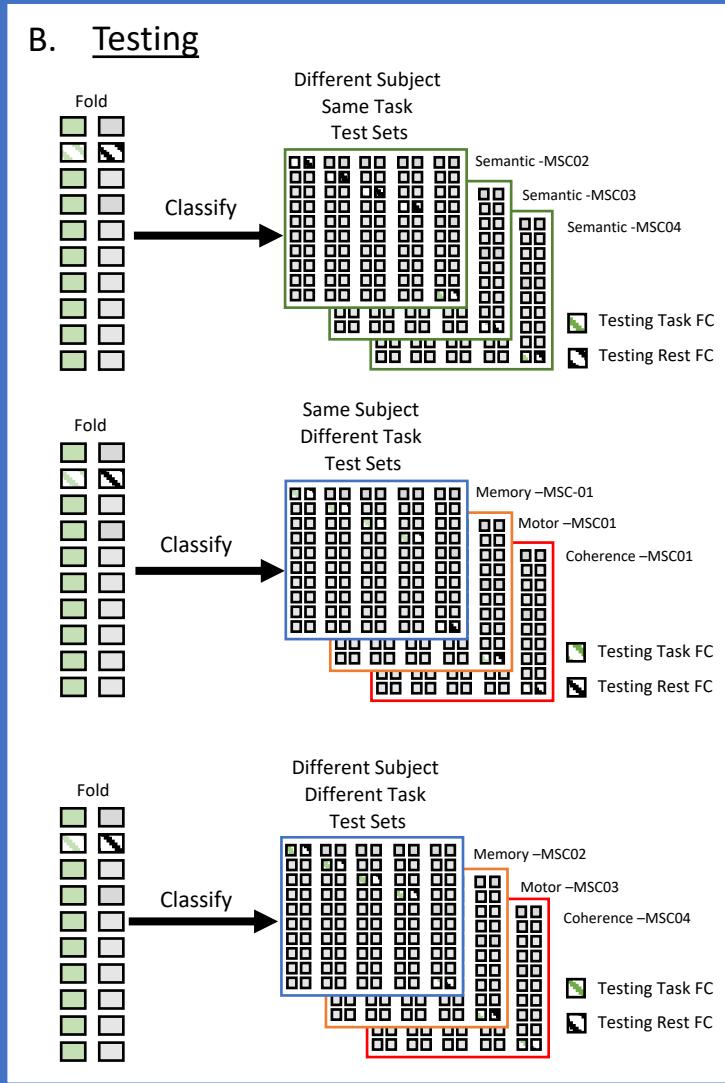 B. Testing
Fold
Different Subject
Same Task
Test Sets
Classify
Semantic -MSC02
Semantic -MSC03
Semantic -MSC04
Testing Task FC
Testing Rest FC
Fold
Same Subject
Different Task
Test Sets
Classify
Memory –MSC-01
Motor –MSC01
Coherence –MSC01
Testing Task FC
Testing Rest FC
Fold
Different Subject
Different Task
Test Sets
Classify
Memory –MSC02
Motor –MSC03
Coherence –MSC04
Testing Task FC
Testing Rest FC